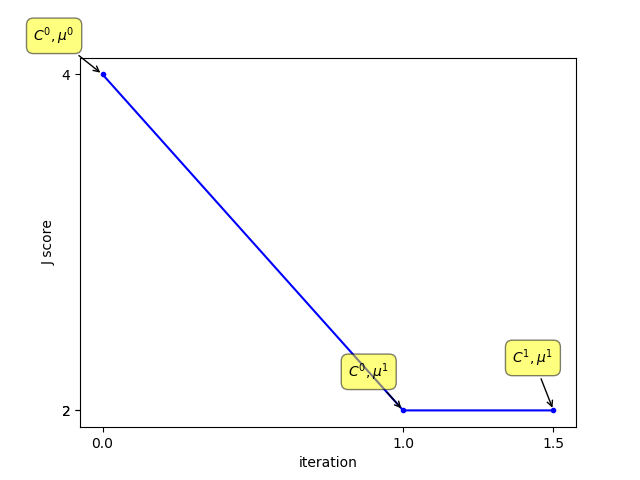 C⁰, μ⁰
4
J score
C¹, μ¹
C⁰, μ¹
2
0.0
1.0
1.5
iteration